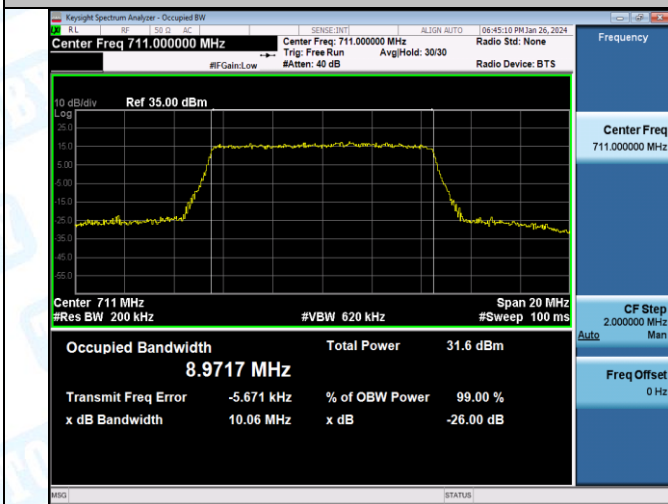 Keysight Spectrum Analyzer - Occupied BW
RL RF 50 Ω AC SENSE:INT ALIGN AUTO 06:45:10 PM Jan 26, 2024
Center Freq 711.000000 MHz
Center Freq: 711.000000 MHz Radio Std: None
Trig: Free Run Avg|Hold: 30/30
#IFGain:Low #Atten: 40 dB Radio Device: BTS
Frequency
10 dB/div Ref 35.00 dBm
Log
25.0
15.0
5.00
-5.00
-15.0
-25.0
-35.0
-45.0
-55.0
Center Freq
711.000000 MHz
Center 711 MHz Span 20 MHz
#Res BW 200 kHz #VBW 620 kHz #Sweep 100 ms
CF Step
2.000000 MHz
Auto Man
Occupied Bandwidth Total Power 31.6 dBm
8.9717 MHz
Transmit Freq Error -5.671 kHz % of OBW Power 99.00 %
x dB Bandwidth 10.06 MHz x dB -26.00 dB
Freq Offset
0 Hz
MSG STATUS